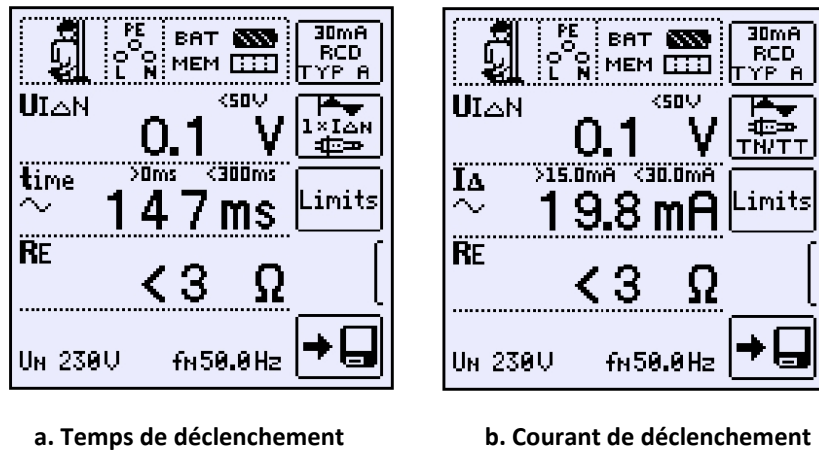 PE
L N
BAT
MEM
30mA
RCD
TYP A
UI△N
<50V
0.1 V
1×I△N
time
>0ms <300ms
~ 147ms
Limits
RE
<3 Ω
UN 230V fN50.0Hz
PE
L N
BAT
MEM
30mA
RCD
TYP A
UI△N
<50V
0.1 V
TN/TT
I△
>15.0mA <30.0mA
~ 19.8mA
Limits
RE
<3 Ω
UN 230V fN50.0Hz
a. Temps de déclenchement
b. Courant de déclenchement